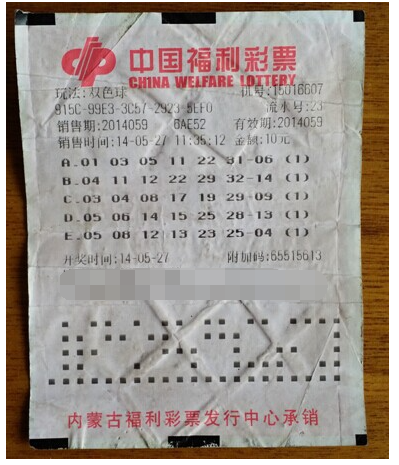 中国福利彩票
CHINA WELFARE LOTTERY
玩法:双色球 机号:15016607
915C-99E3-3C57-2923-5LF0 流水号:23
销售期:2014059 6AE52 有效期:2014059
销售时间:14-05-27 11:35:12 金额:10元
A.01 03 05 11 22 31-06 (1)
B.04 11 12 22 29 32-14 (1)
C.03 04 08 17 19 29-09 (1)
D.05 06 14 15 25 28-13 (1)
E.05 08 12 13 23 25-04 (1)
开奖时间:14-05-27 附加码:65515613
内蒙古福利彩票发行中心承销